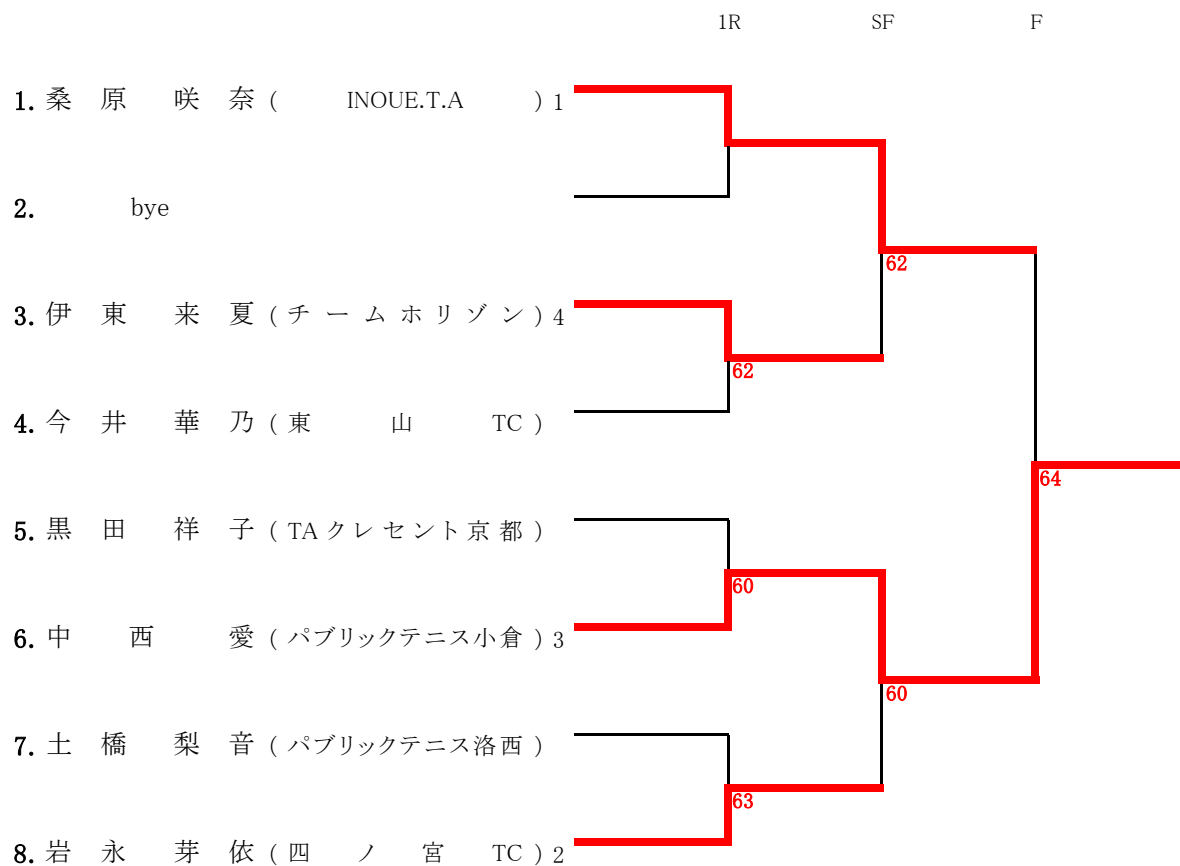 1R SF F
1. 桑 原 咲 奈 ( INOUE.T.A ) 1
2. bye
62
3. 伊 東 来 夏 ( チ ー ム ホ リ ゾ ン ) 4
62
4. 今 井 華 乃 ( 東 山 TC )
64
5. 黒 田 祥 子 ( TA ク レ セ ン ト 京 都 )
60
6. 中 西 愛 ( パブリックテニス小倉 ) 3
60
7. 土 橋 梨 音 ( パブリックテニス洛西 )
63
8. 岩 永 芽 依 ( 四 ノ 宮 TC ) 2